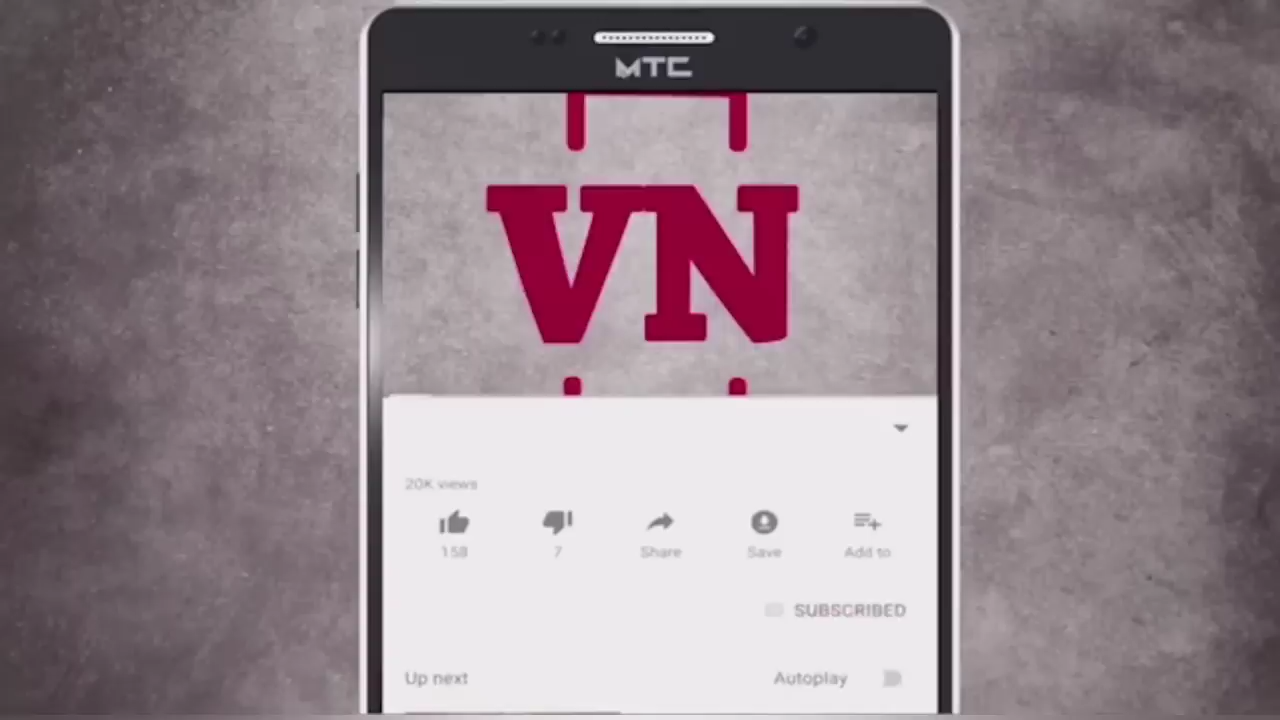 MTC
VN
20K views
158 7 Share Save Add to
SUBSCRIBED
Up next Autoplay